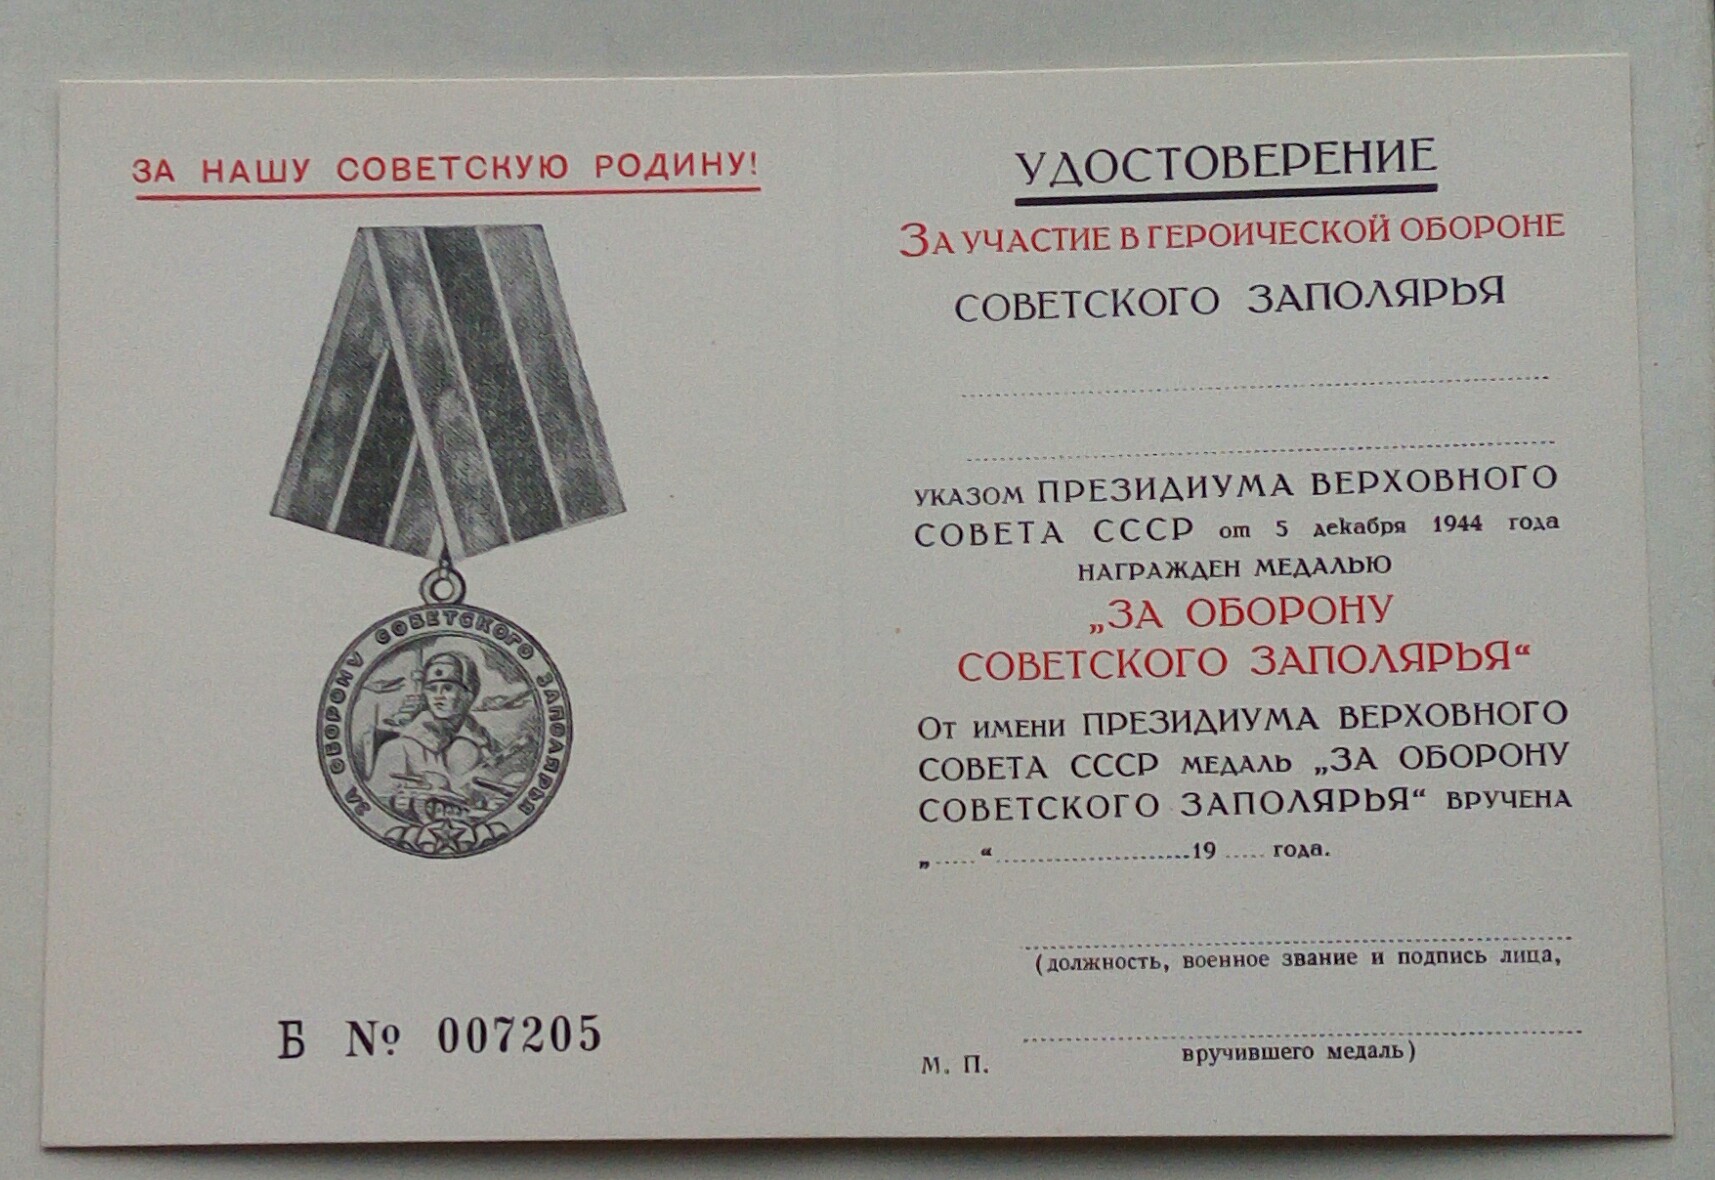 ЗА НАШУ СОВЕТСКУЮ РОДИНУ!
ЗА ОБОРОНУ СОВЕТСКОГО ЗАПОЛЯРЬЯ
Б № 007205
УДОСТОВЕРЕНИЕ
ЗА УЧАСТИЕ В ГЕРОИЧЕСКОЙ ОБОРОНЕ
СОВЕТСКОГО ЗАПОЛЯРЬЯ
УКАЗОМ ПРЕЗИДИУМА ВЕРХОВНОГО
СОВЕТА СССР от 5 декабря 1944 года
НАГРАЖДЕН МЕДАЛЬЮ
„ЗА ОБОРОНУ
СОВЕТСКОГО ЗАПОЛЯРЬЯ“
ОТ ИМЕНИ ПРЕЗИДИУМА ВЕРХОВНОГО
СОВЕТА СССР МЕДАЛЬ „ЗА ОБОРОНУ
СОВЕТСКОГО ЗАПОЛЯРЬЯ“ ВРУЧЕНА
„.....“........................19 ..... года.
(должность, военное звание и подпись лица,
вручившего медаль)
М. П.